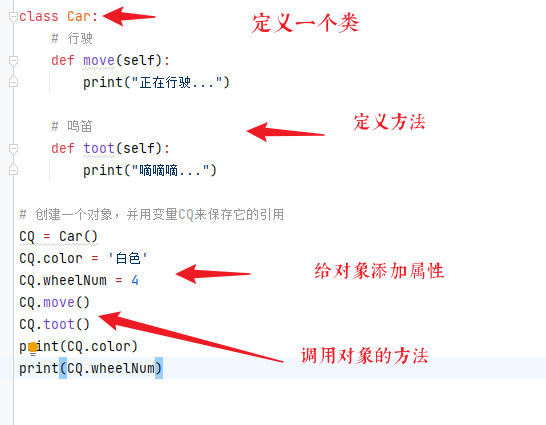 class Car:
定义一个类
# 行驶
def move(self):
print("正在行驶...")
# 鸣笛
def toot(self):
定义方法
print("嘀嘀嘀...")
# 创建一个对象，并用变量CQ来保存它的引用
CQ = Car()
CQ.color = '白色'
CQ.wheelNum = 4
给对象添加属性
CQ.move()
CQ.toot()
print(CQ.color)
调用对象的方法
print(CQ.wheelNum)